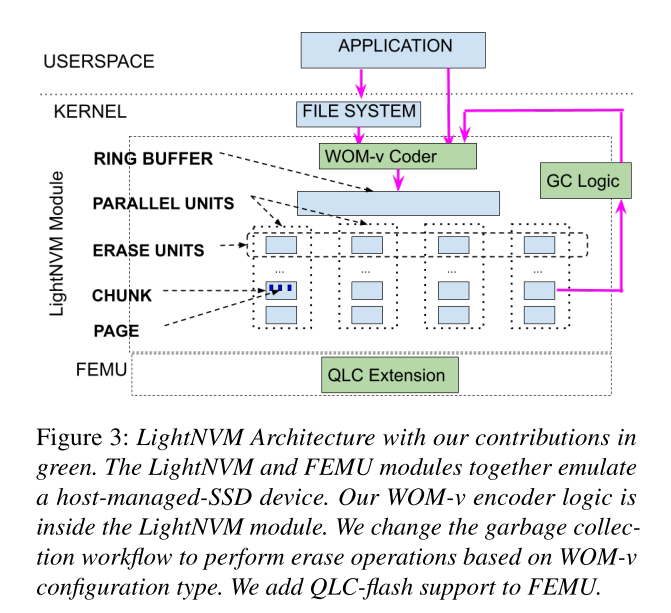 APPLICATION
USERSPACE
KERNEL
FILE SYSTEM
WOM-v Coder
RING BUFFER
GC Logic
PARALLEL UNITS
LightNVM Module
ERASE UNITS
... ... ... ...
CHUNK
PAGE
FEMU
QLC Extension
Figure 3: LightNVM Architecture with our contributions in
green. The LightNVM and FEMU modules together emulate
a host-managed-SSD device. Our WOM-v encoder logic is
inside the LightNVM module. We change the garbage collec-
tion workflow to perform erase operations based on WOM-v
configuration type. We add QLC-flash support to FEMU.